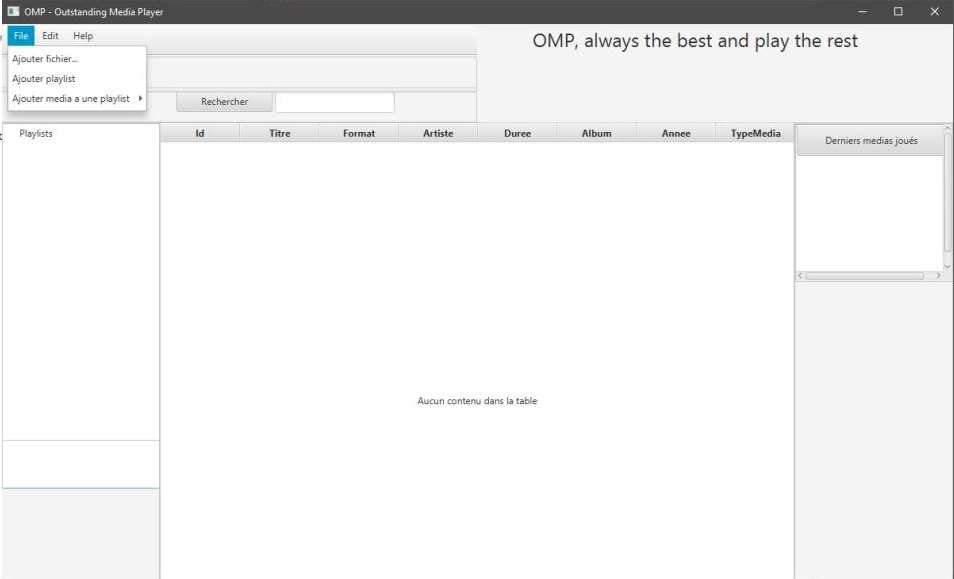 OMP - Outstanding Media Player
File Edit Help
OMP, always the best and play the rest
Ajouter fichier...
Ajouter playlist
Ajouter media a une playlist
Rechercher
Playlists
Id Titre Format Artiste Duree Album Annee TypeMedia
Derniers medias joués
Aucun contenu dans la table